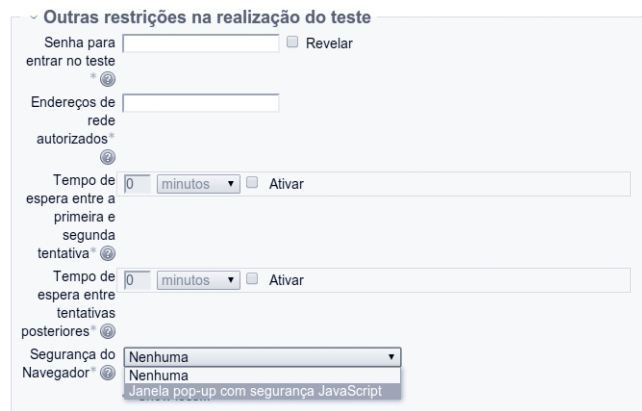 Outras restrições na realização do teste
Senha para entrar no teste * Revelar
Endereços de rede autorizados*
Tempo de espera entre a primeira e segunda tentativa* 0 minutos Ativar
Tempo de espera entre tentativas posteriores* 0 minutos Ativar
Segurança do Navegador* Nenhuma
Nenhuma
Janela pop-up com segurança JavaScript